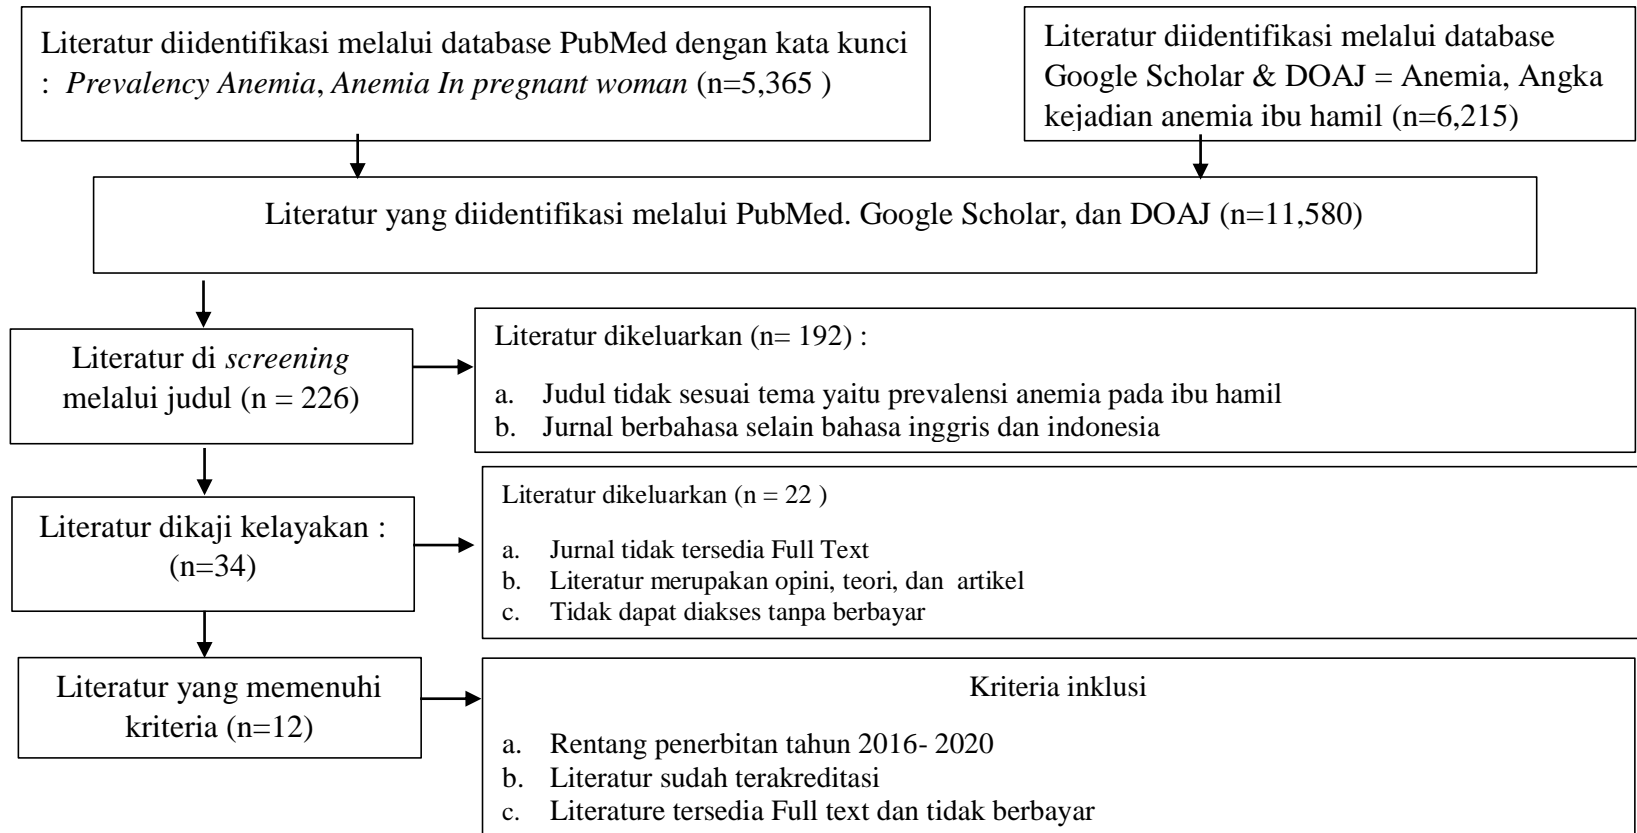 Literatur diidentifikasi melalui database PubMed dengan kata kunci
: Prevalency Anemia, Anemia In pregnant woman (n=5,365 )
Literatur diidentifikasi melalui database
Google Scholar & DOAJ = Anemia, Angka
kejadian anemia ibu hamil (n=6,215)
Literatur yang diidentifikasi melalui PubMed. Google Scholar, dan DOAJ (n=11,580)
Literatur di screening
melalui judul (n = 226)
Literatur dikeluarkan (n= 192) :
a. Judul tidak sesuai tema yaitu prevalensi anemia pada ibu hamil
b. Jurnal berbahasa selain bahasa inggris dan indonesia
Literatur dikaji kelayakan :
(n=34)
Literatur dikeluarkan (n = 22 )
a. Jurnal tidak tersedia Full Text
b. Literatur merupakan opini, teori, dan artikel
c. Tidak dapat diakses tanpa berbayar
Literatur yang memenuhi
kriteria (n=12)
Kriteria inklusi
a. Rentang penerbitan tahun 2016- 2020
b. Literatur sudah terakreditasi
c. Literature tersedia Full text dan tidak berbayar